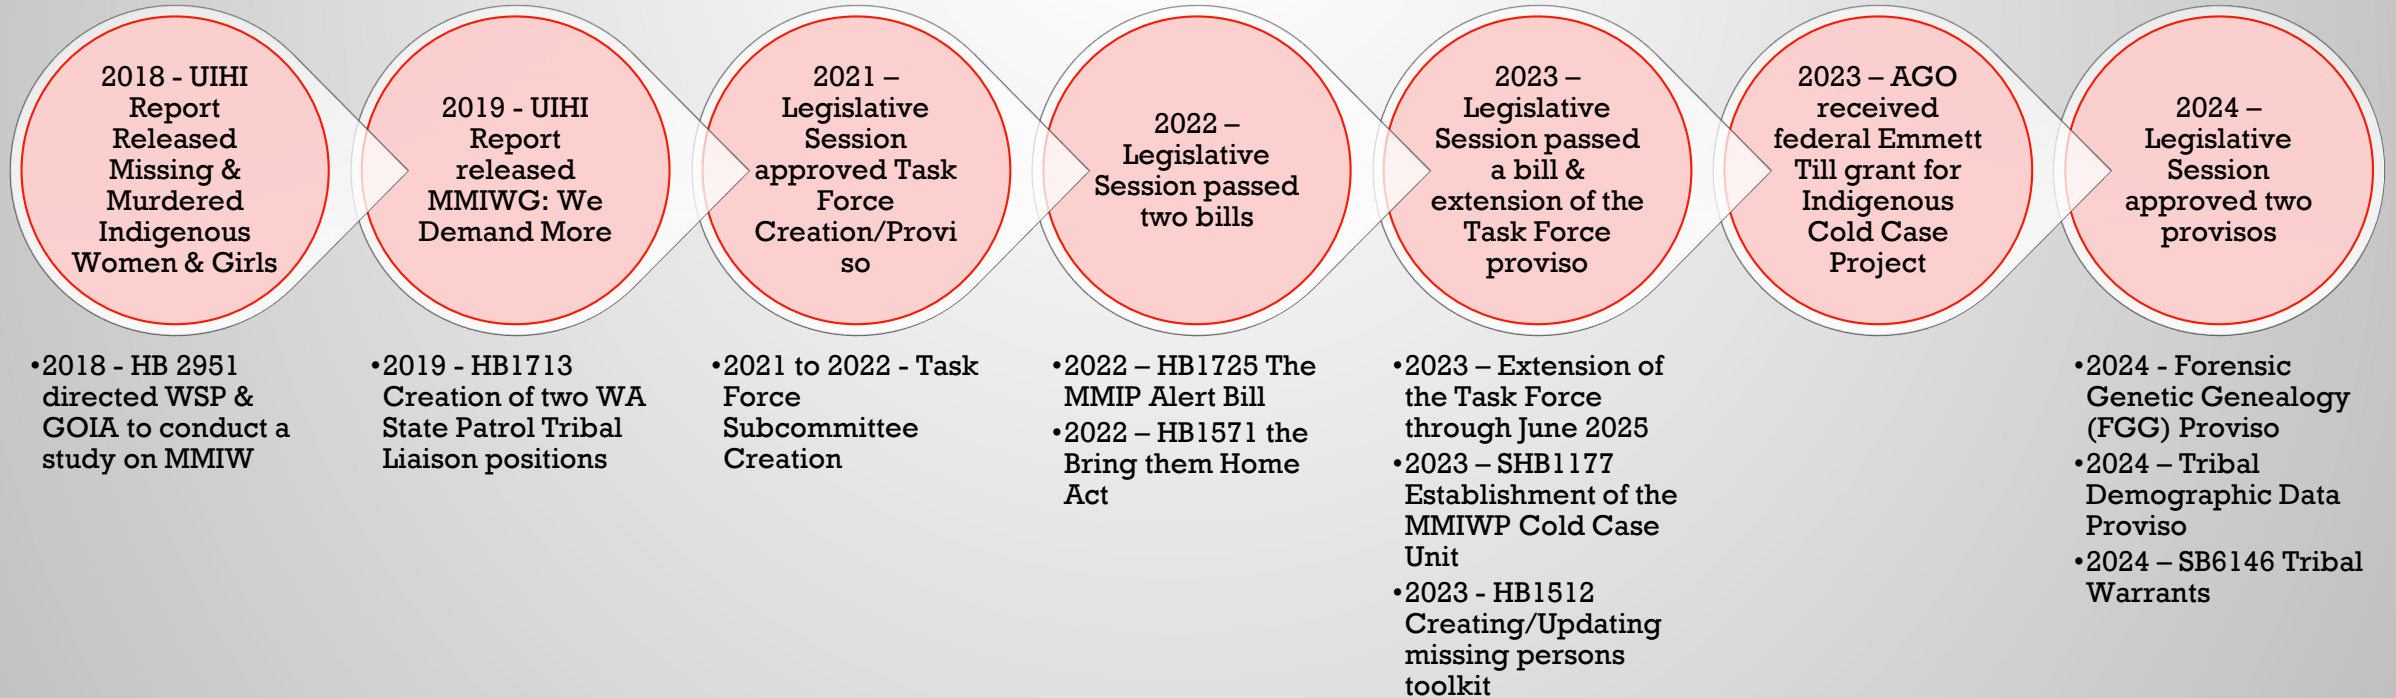 2018 - UIHI
Report
Released
Missing &
Murdered
Indigenous
Women & Girls
•2018 - HB 2951
directed WSP &
GOIA to conduct a
study on MMIW
2019 - UIHI
Report
released
MMIWG: We
Demand More
•2019 - HB1713
Creation of two WA
State Patrol Tribal
Liaison positions
2021 –
Legislative
Session
approved Task
Force
Creation/Provi
so
•2021 to 2022 - Task
Force
Subcommittee
Creation
2022 –
Legislative
Session passed
two bills
•2022 – HB1725 The
MMIP Alert Bill
•2022 – HB1571 the
Bring them Home
Act
2023 –
Legislative
Session passed
a bill &
extension of the
Task Force
proviso
•2023 – Extension of
the Task Force
through June 2025
•2023 – SHB1177
Establishment of the
MMIWP Cold Case
Unit
•2023 - HB1512
Creating/Updating
missing persons
toolkit
2023 – AGO
received
federal Emmett
Till grant for
Indigenous
Cold Case
Project
2024 –
Legislative
Session
approved two
provisos
•2024 - Forensic
Genetic Genealogy
(FGG) Proviso
•2024 – Tribal
Demographic Data
Proviso
•2024 – SB6146 Tribal
Warrants